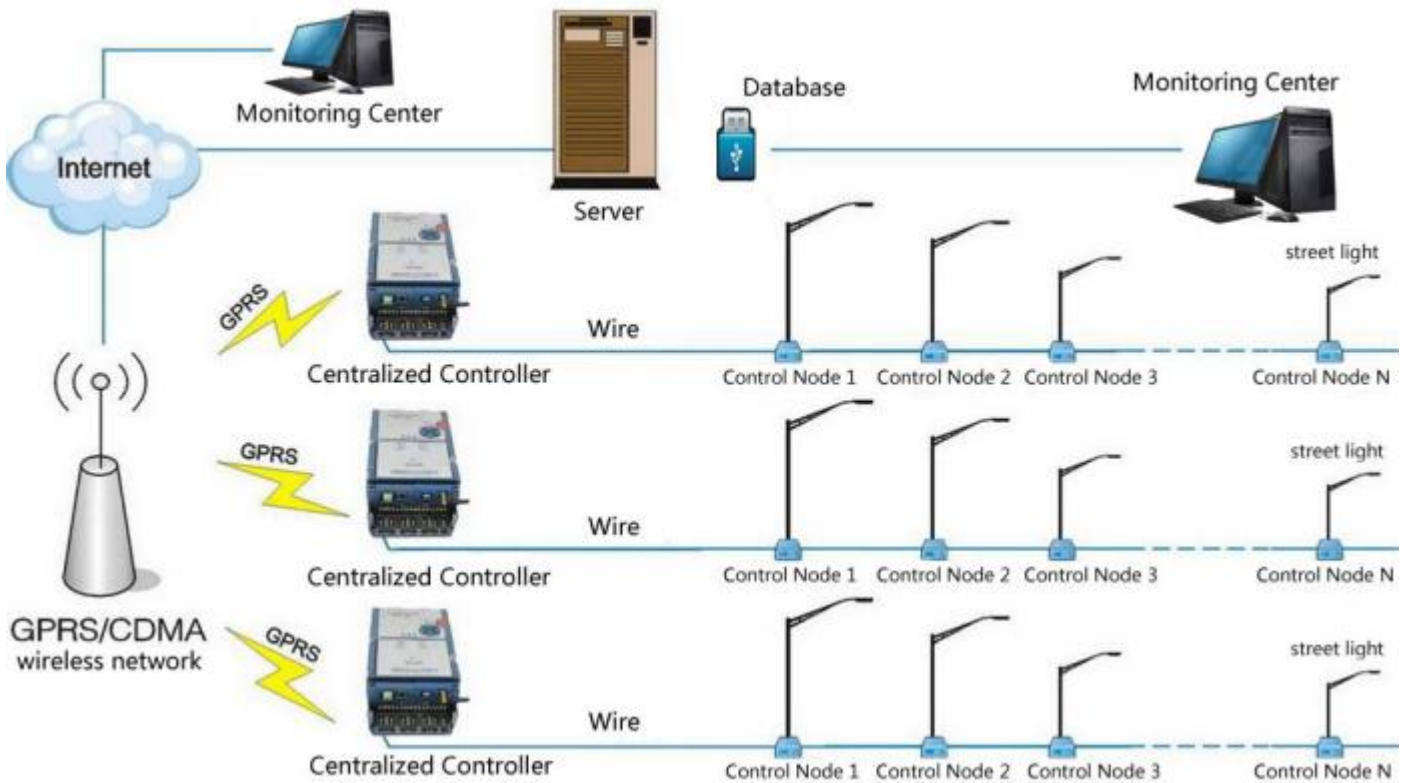 Monitoring Center
Database
Monitoring Center
Internet
Server
street light
GPRS
Wire
Centralized Controller
Control Node 1
Control Node 2
Control Node 3
Control Node N
street light
GPRS
Wire
Centralized Controller
Control Node 1
Control Node 2
Control Node 3
Control Node N
GPRS/CDMA
wireless network
street light
GPRS
Wire
Centralized Controller
Control Node 1
Control Node 2
Control Node 3
Control Node N